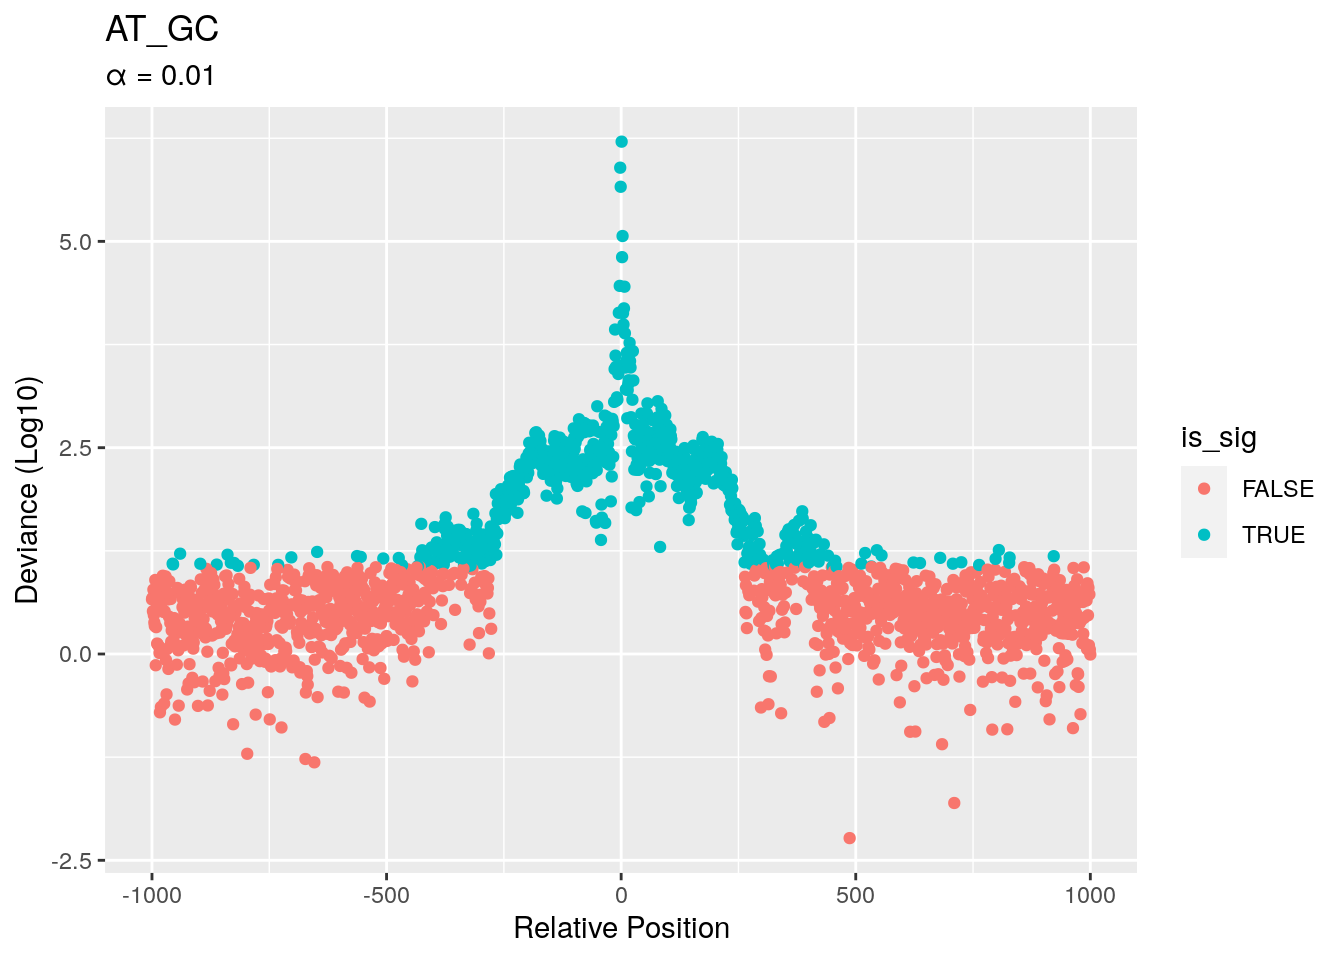 AT_GC
α = 0.01
Deviance (Log10)
5.0
2.5
0.0
-2.5
-1000 -500 0 500 1000
Relative Position
is_sig
FALSE
TRUE